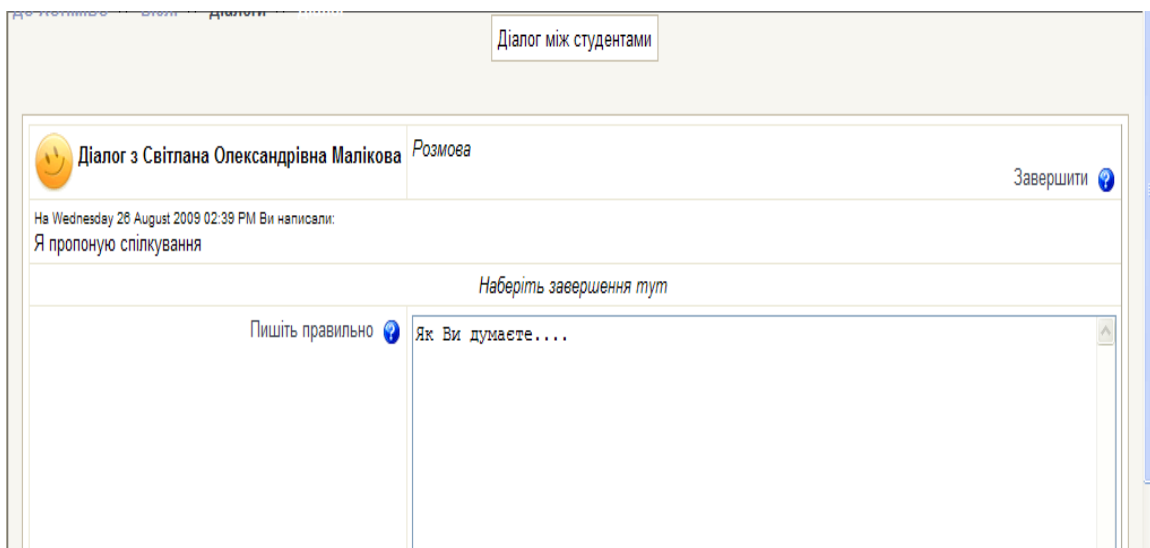 Діалоги
Діалог між студентами
Діалог з Світлана Олександрівна Малікова
Розмова
Завершити
На Wednesday 26 August 2009 02:39 PM Ви написали:
Я пропоную спілкування
Наберіть завершення тут
Пишіть правильно
Як Ви думаєте....